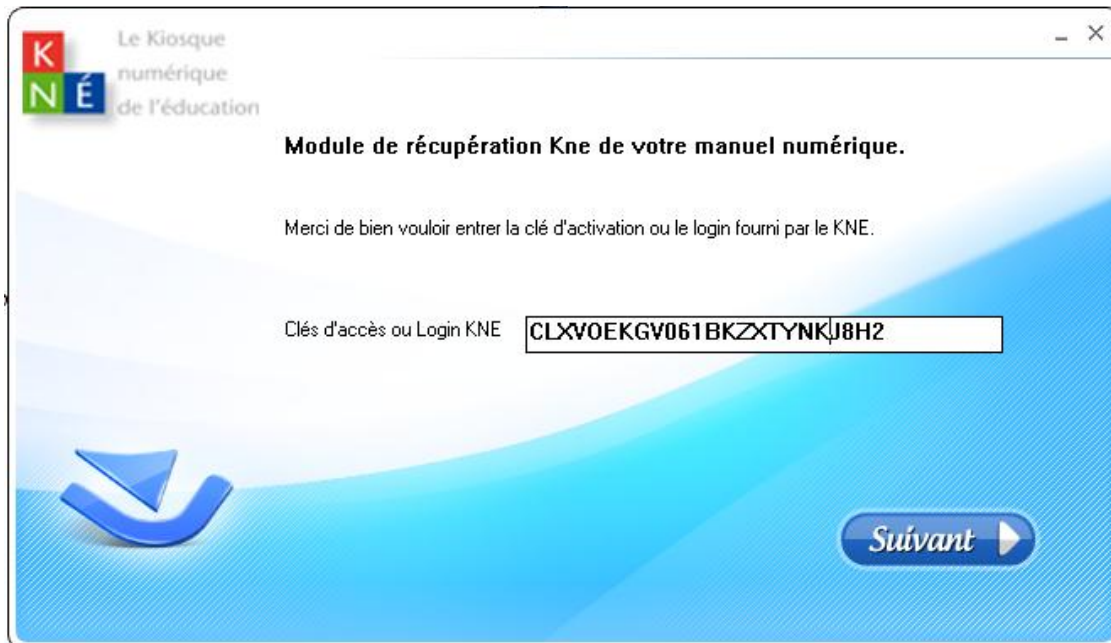 K
N É
Le Kiosque
numérique
de l'éducation
Module de récupération Kne de votre manuel numérique.
Merci de bien vouloir entrer la clé d'activation ou le login fourni par le KNE.
Clés d'accès ou Login KNE CLXVOEKGV061BKZXTYNKJ8H2
Suivant